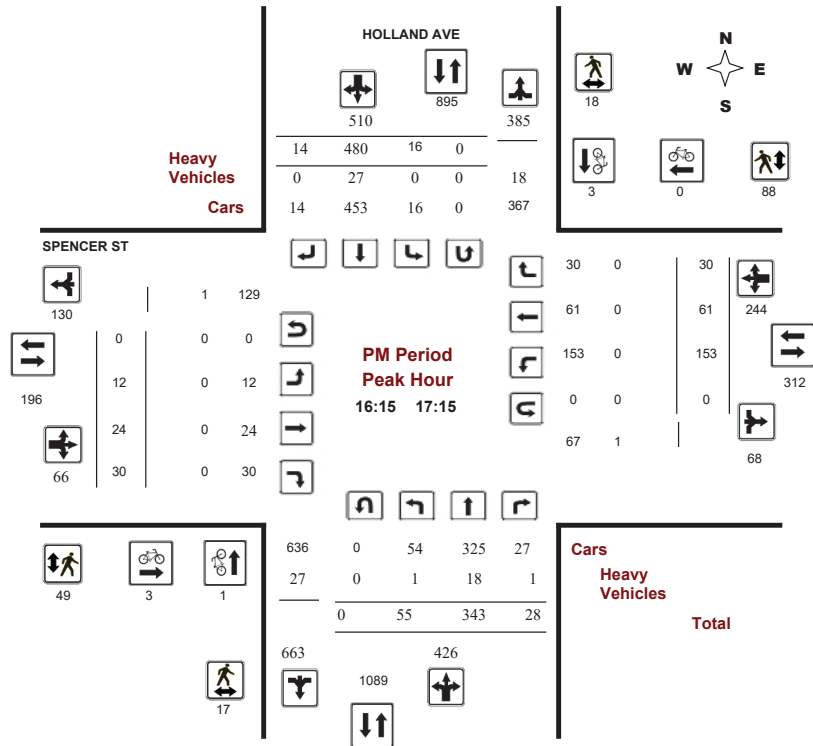 HOLLAND AVE
N
W E
S
895
18
510 385
14 480 16 0
Heavy
Vehicles
0 27 0 0 18
Cars
14 453 16 0 367
3 0 88
SPENCER ST
30 0 30
1 129
130
61 0 61 244
0 0 0
PM Period
Peak Hour
16:15 17:15
153 0 153
196
12 0 12
312
0 0 0
24 0 24
67 1
68
66
30 0 30
636 0 54 325 27
Cars
27 0 1 18 1
Heavy
Vehicles
49 3 1
0 55 343 28
Total
663 426
1089
17